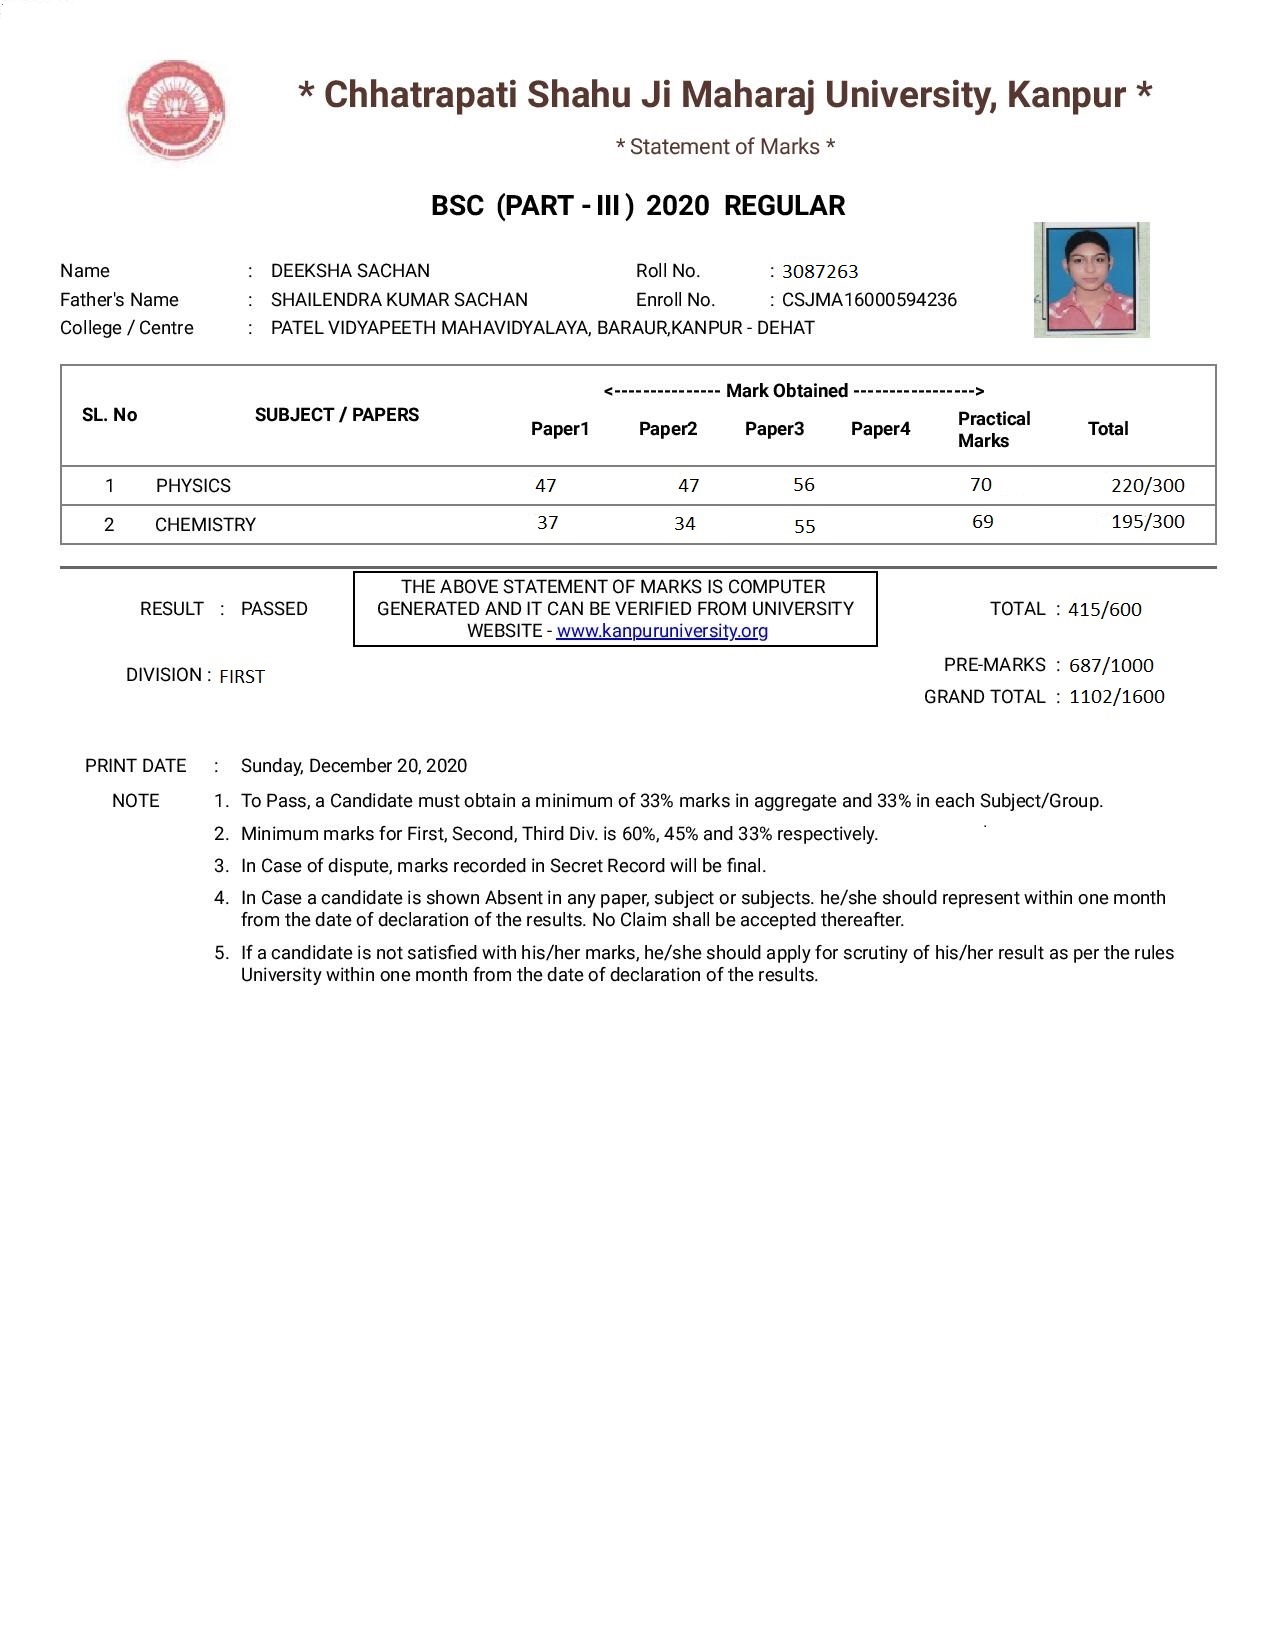 * Chhatrapati Shahu Ji Maharaj University, Kanpur *
* Statement of Marks *
BSC (PART - III ) 2020 REGULAR
Name : DEEKSHA SACHAN Roll No. : 3087263
Father's Name : SHAILENDRA KUMAR SACHAN Enroll No. : CSJMA16000594236
College / Centre : PATEL VIDYAPEETH MAHAVIDYALAYA, BARAUR,KANPUR - DEHAT
<--------------- Mark Obtained ----------------->
SL. No SUBJECT / PAPERS Paper1 Paper2 Paper3 Paper4 Practical Marks Total
1 PHYSICS 47 47 56 70 220/300
2 CHEMISTRY 37 34 55 69 195/300
THE ABOVE STATEMENT OF MARKS IS COMPUTER
RESULT : PASSED GENERATED AND IT CAN BE VERIFIED FROM UNIVERSITY TOTAL : 415/600
WEBSITE - www.kanpuruniversity.org
DIVISION : FIRST PRE-MARKS : 687/1000
GRAND TOTAL : 1102/1600
PRINT DATE : Sunday, December 20, 2020
NOTE 1. To Pass, a Candidate must obtain a minimum of 33% marks in aggregate and 33% in each Subject/Group.
2. Minimum marks for First, Second, Third Div. is 60%, 45% and 33% respectively.
3. In Case of dispute, marks recorded in Secret Record will be final.
4. In Case a candidate is shown Absent in any paper, subject or subjects. he/she should represent within one month
from the date of declaration of the results. No Claim shall be accepted thereafter.
5. If a candidate is not satisfied with his/her marks, he/she should apply for scrutiny of his/her result as per the rules
University within one month from the date of declaration of the results.